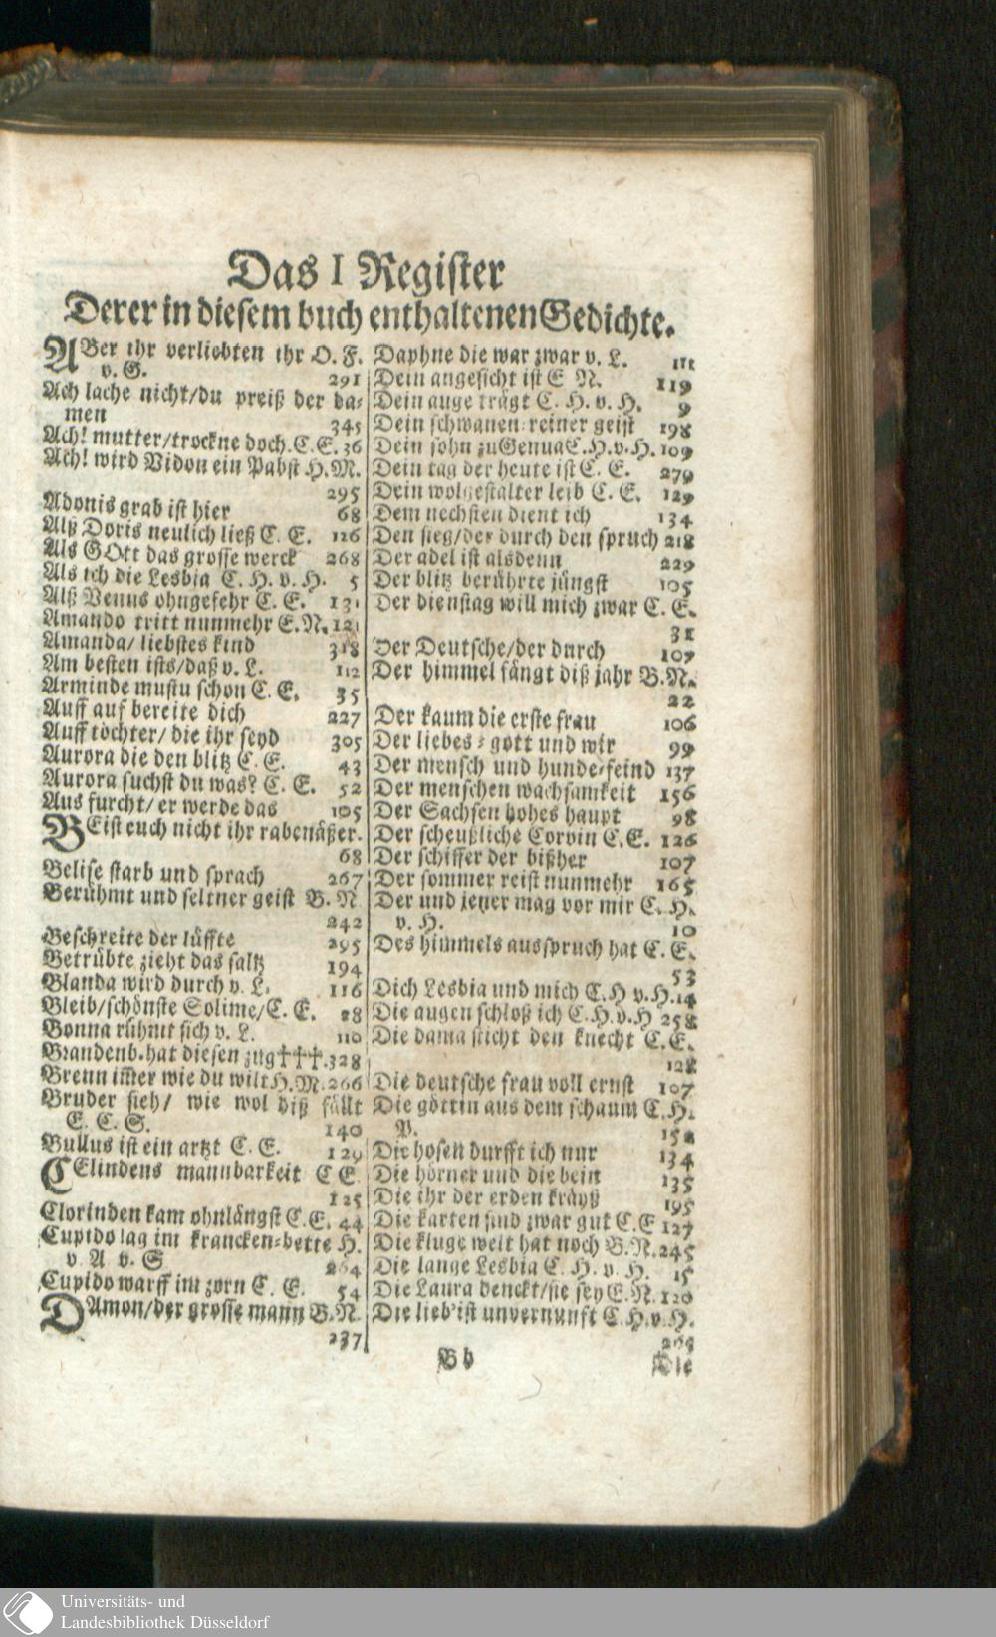 Das I Register
Derer in diesem buch enthaltenen Gedichte.
ABer ihr verliebten ihr O. F.
v. G. 291
Ach lache nicht/du preiß der da-
men 345
Ach! mutter/trockne doch. C. E. 36
Ach! wird Vidon ein Pabst H. M.
295
Adonis grab ist hier 68
Alß Doris neulich ließ C. E. 126
Als GOtt das grosse werck 268
Als ich die Lesbia C. H. v. H. 5
Alß Venus ohngefehr C. E. 131
Amando tritt nunmehr E. N. 121
Amanda/ liebstes kind 318
Am besten ists/daß v. L. 112
Arminde mustu schon C. E. 35
Auff auf bereite dich 227
Auff töchter/ die ihr seyd 305
Aurora die den blitz C. E. 43
Aurora suchst du was? C. E. 52
Aus furcht/ er werde das 105
BEist euch nicht ihr rabenäßer.
68
Belise starb und sprach 267
Berühmt und seltner geist B. N.
242
Beschreite der lüffte 295
Betrübte zieht das saltz 194
Blanda wird durch v. L. 116
Bleib/schönste Solime/C. E. 28
Bonna rühmt sich v. L. 110
Brandenb. hat diesen zug†††. 328
Brenn im̃er wie du wilt H. M. 266
Bruder sieh/ wie wol diß fällt
E. C. S. 140
Bullus ist ein artzt C. E. 129
CElindens mannbarkeit C E
125
Clorinden kam ohnlängst C. E. 44
Cupido lag im krancken-bette H.
v A v. S 264
Cupido warff im zorn C. E. 54
DAmon/der grosse mann B. N.
237
Daphne die war zwar v. L. 111
Dein angesicht ist E N. 119
Dein auge trägt C. H. v. H. 9
Dein schwanen-reiner geist 198
Dein sohn zu Genua C. H. v. H. 109
Dein tag der heute ist C. E. 279
Dein wolgestalter leib C. E. 129
Dem nechsten dient ich 134
Den sieg/der durch den spruch 218
Der adel ist alsdenn 229
Der blitz berührte jüngst 105
Der dienstag will mich zwar C. E.
31
Der Deutsche/der durch 107
Der himmel fängt diß jahr B. N.
22
Der kaum die erste frau 106
Der liebes-gott und wir 99
Der mensch und hunde-feind 137
Der menschen wachsamkeit 156
Der Sachsen hohes haupt 98
Der scheußliche Corvin C. E. 126
Der schiffer der bißher 107
Der sommer reist nunmehr 165
Der und jener mag vor mir C. H.
v. H. 10
Des himmels ausspruch hat C. E.
53
Dich Lesbia und mich C. H v. H. 14
Die augen schloß ich C. H. v. H 258
Die dama sticht den knecht C. E.
128
Die deutsche frau voll ernst 107
Die göttin aus dem schaum C. H.
152
Die hosen durfft ich nur 134
Die hörner und die bein 135
Die ihr der erden kräyß 195
Die karten sind zwar gut C. E 127
Die kluge welt hat noch B. N. 245
Die lange Lesbia C. H. v. H. 15
Die Laura denckt/sie sey E. N. 120
Die lieb' ist unvernunft C. H. v. H.
Bb
Die
Universitäts- und
Landesbibliothek Düsseldorf